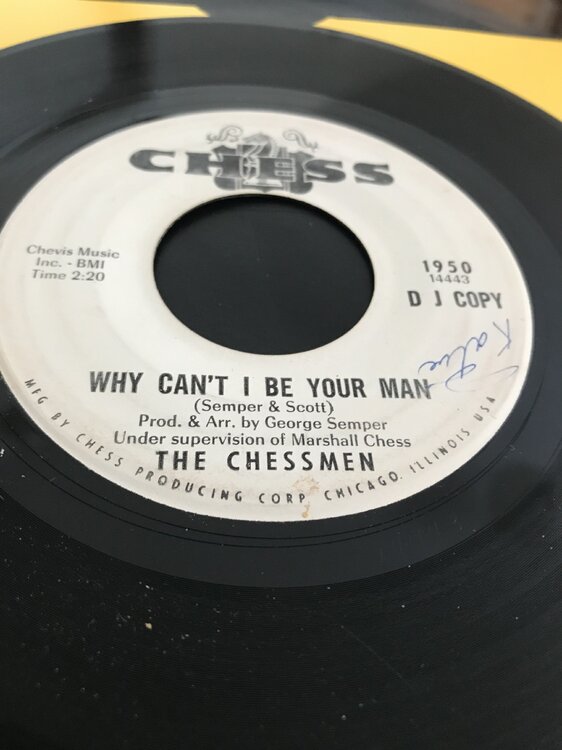 CHESS
Chevis Music
Inc. - BMI
Time 2:20
1950
14443
D J COPY
WHY CAN'T I BE YOUR MAN
(Semper & Scott)
Prod. & Arr. by George Semper
Under supervision of Marshall Chess
THE CHESSMEN
MFG BY CHESS PRODUCING CORP. CHICAGO. ILLINOIS USA